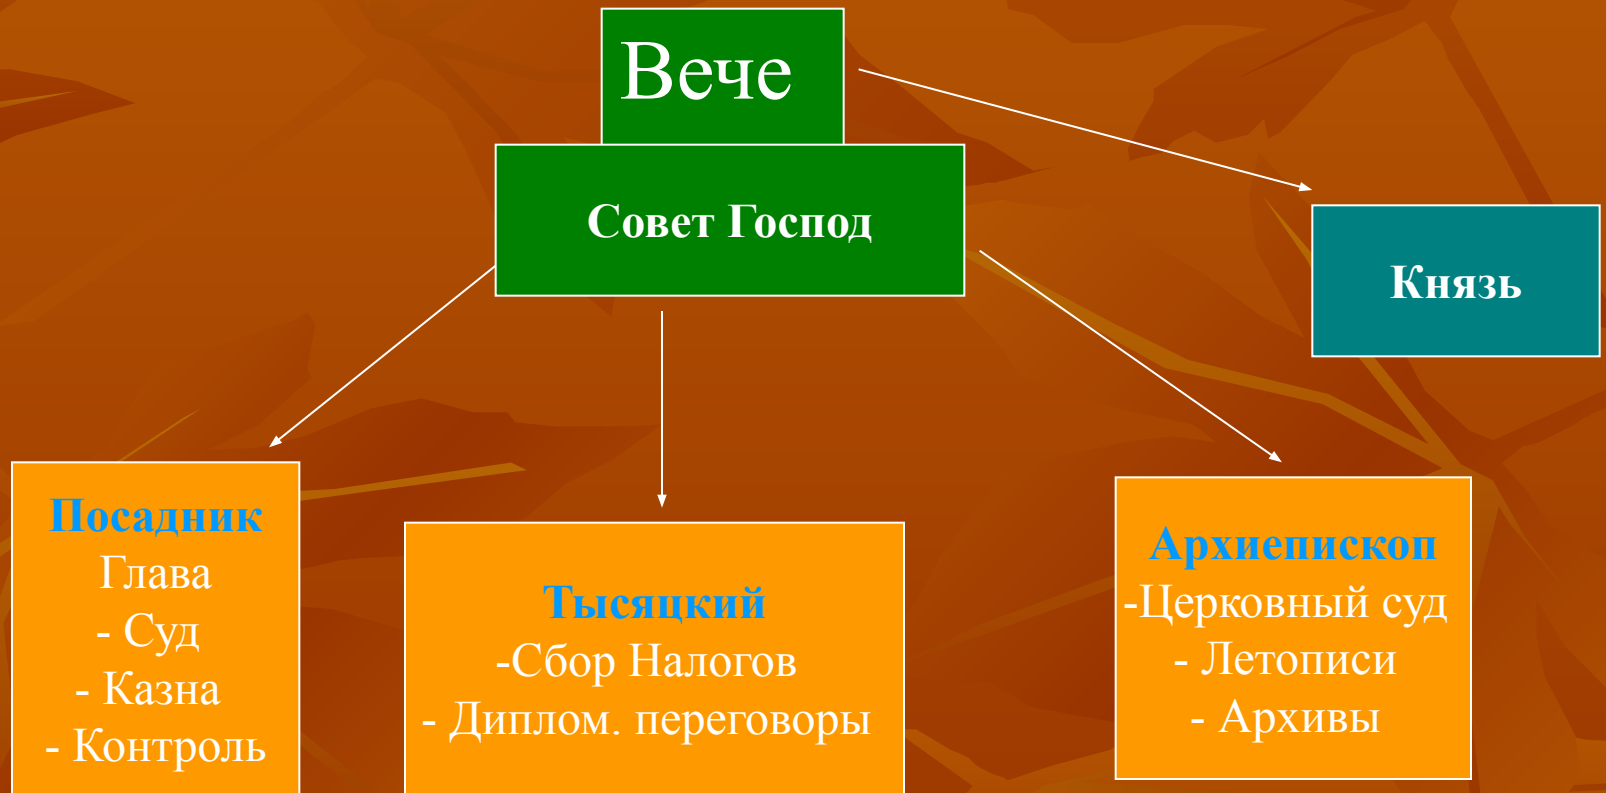 Вече
Совет Господ
Князь
Посадник
Глава
- Суд
- Казна
- Контроль
Тысяцкий
-Сбор Налогов
- Диплом. переговоры
Архиепископ
-Церковный суд
- Летописи
- Архивы